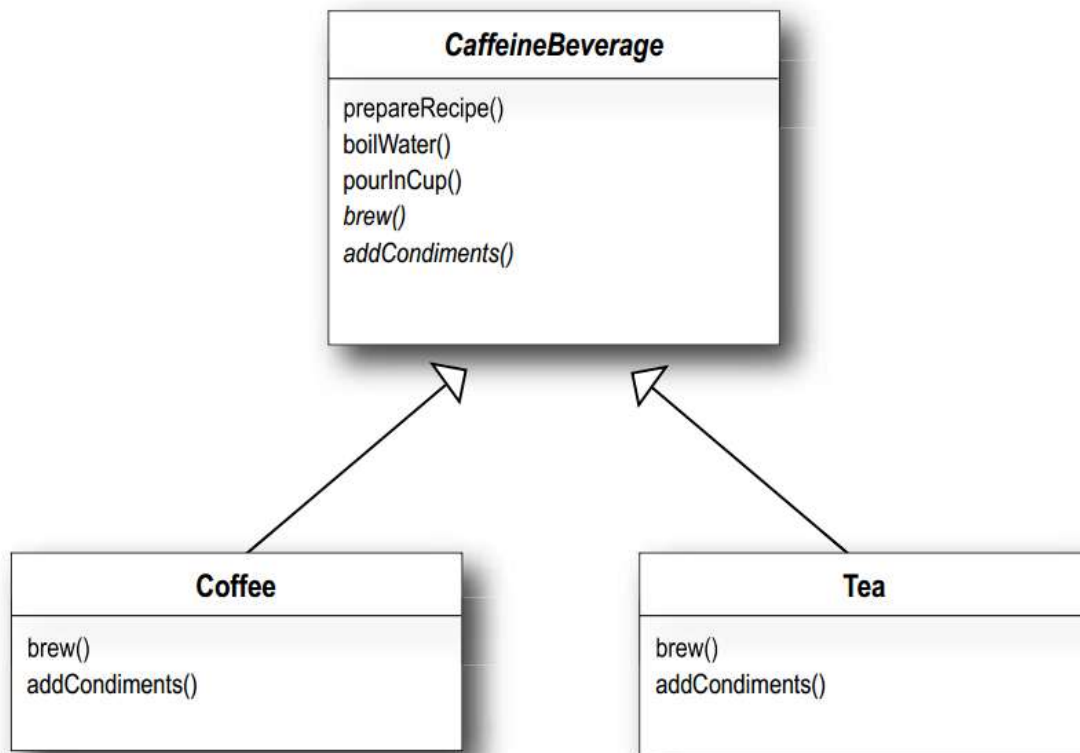 CaffeineBeverage
prepareRecipe()
boilWater()
pourInCup()
brew()
addCondiments()
Coffee
brew()
addCondiments()
Tea
brew()
addCondiments()